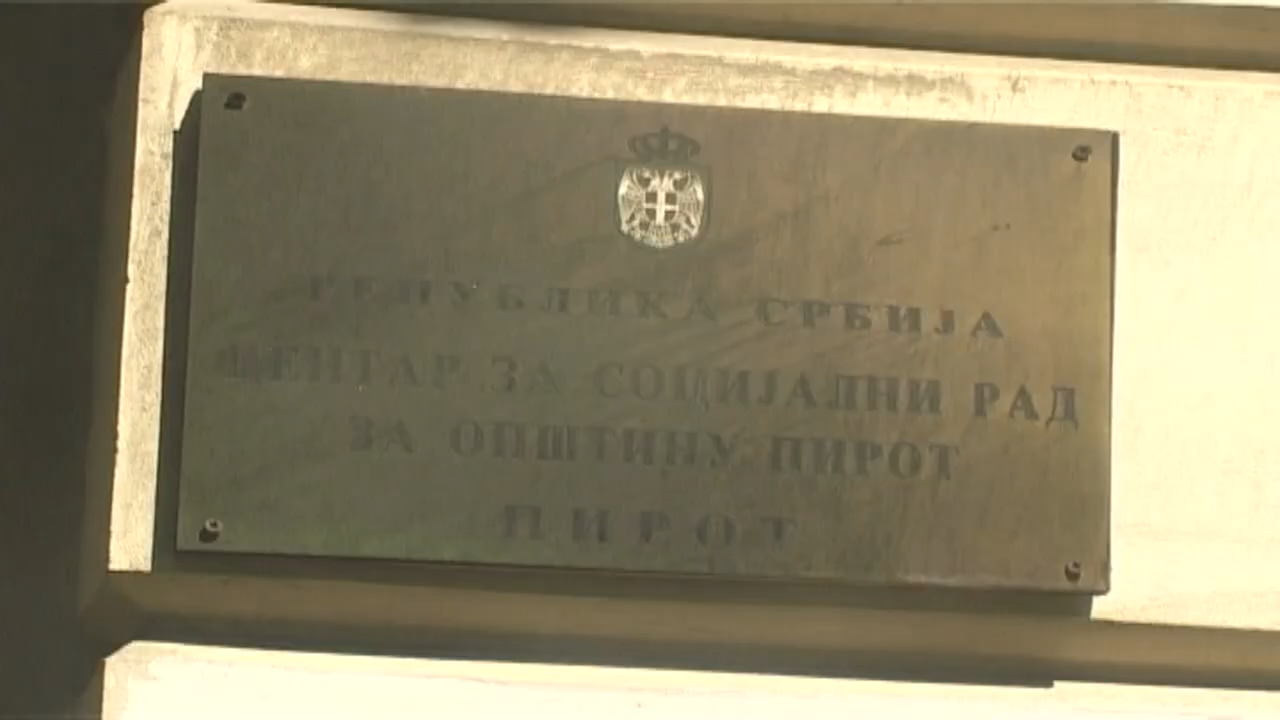 РЕПУБЛИКА СРБИЈА
ЦЕНТАР ЗА СОЦИЈАЛНИ РАД
ЗА ОПШТИНУ ПИРОТ
ПИРОТ